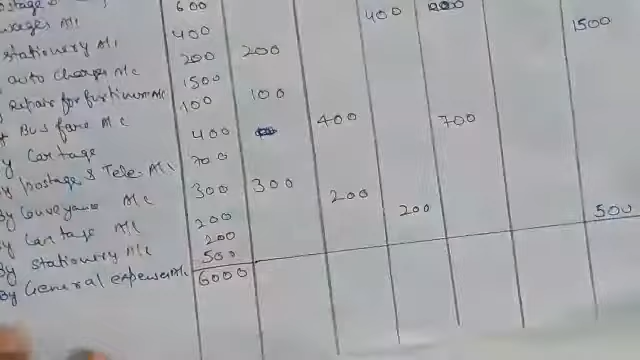 600
wages A/c 400 400
stationery A/c 200 200 1500
auto charges A/c 1500
Repairs for furniture A/c 100 100
Bus fare A/c 400 400 700
By Cartage 700
By postage & Tele. A/c 300 300
By Conveyance A/c 200 200 200
By Cartage A/c 200
By stationery A/c 500 500
By General expenses A/c 6000